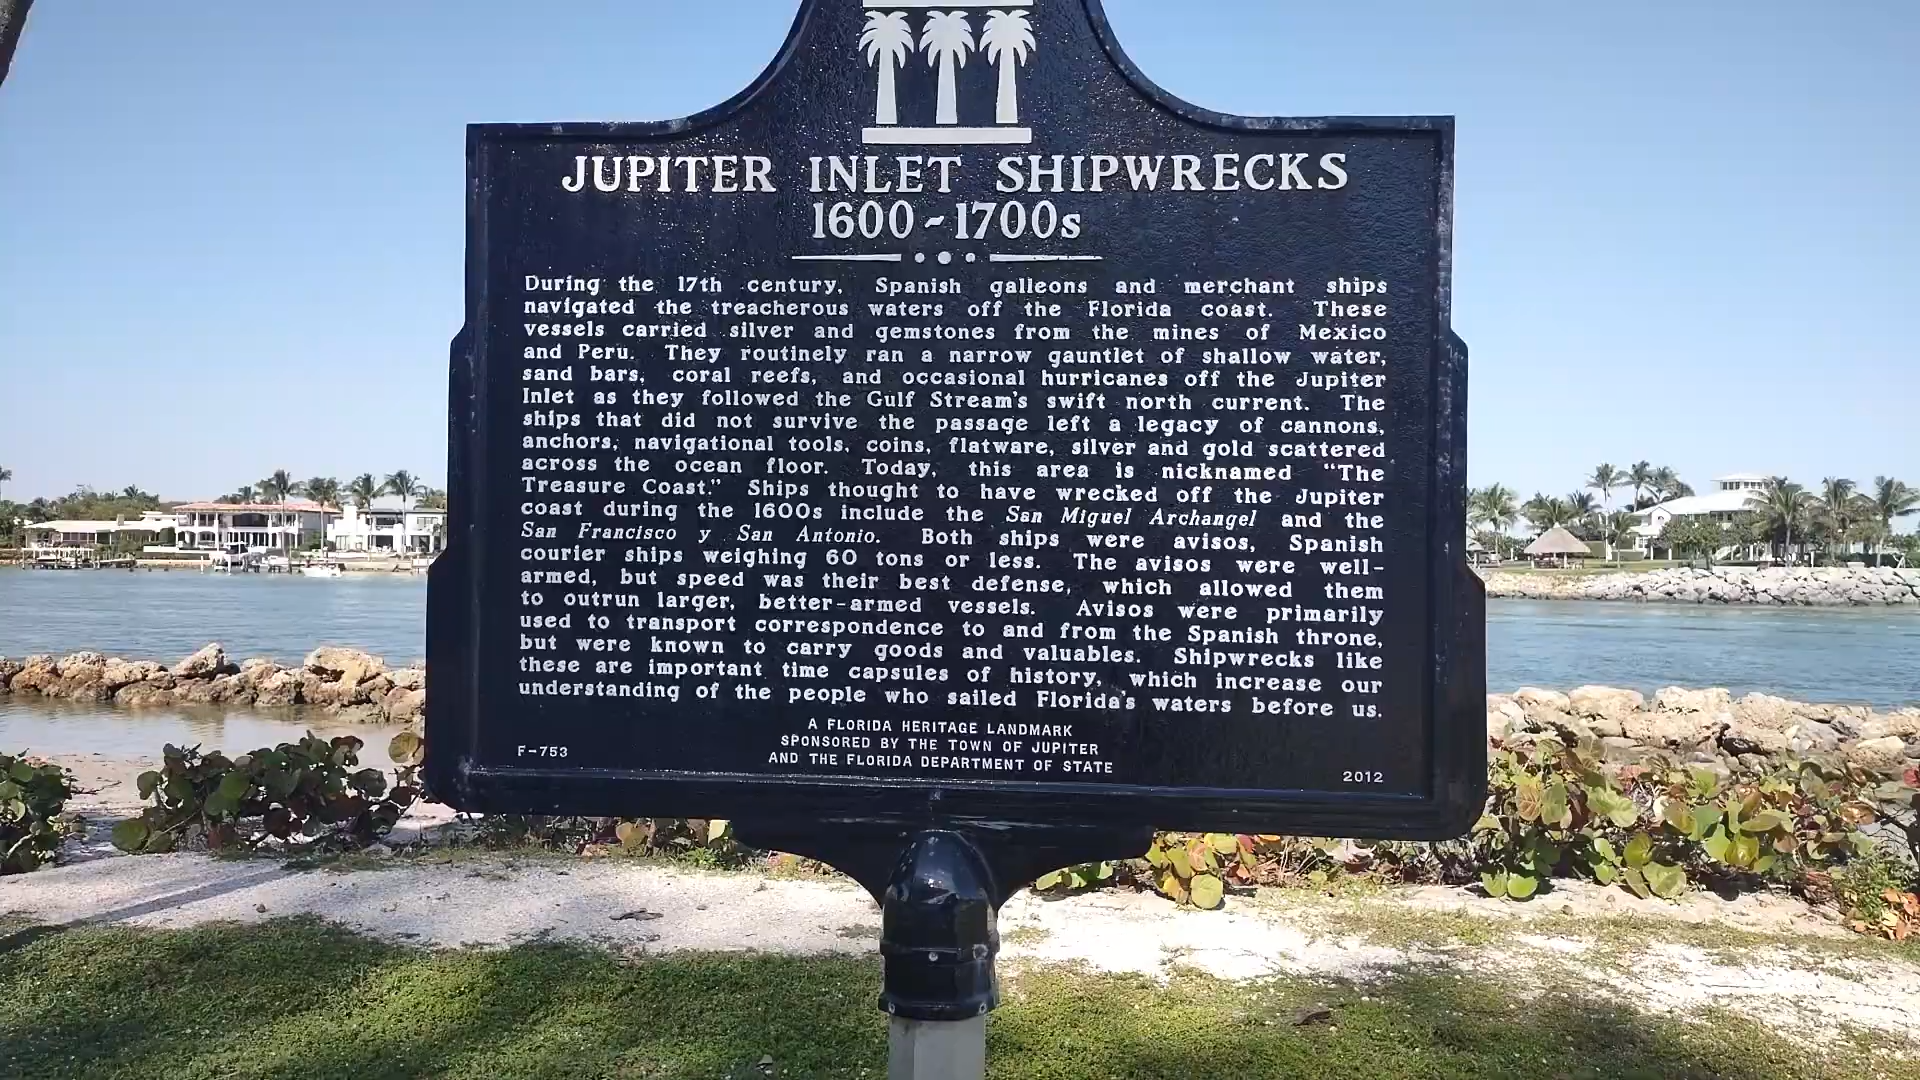 JUPITER INLET SHIPWRECKS
1600~1700s
During the 17th century, Spanish galleons and merchant ships
navigated the treacherous waters off the Florida coast. These
vessels carried silver and gemstones from the mines of Mexico
and Peru. They routinely ran a narrow gauntlet of shallow water,
sand bars, coral reefs, and occasional hurricanes off the Jupiter
Inlet as they followed the Gulf Stream's swift north current. The
ships that did not survive the passage left a legacy of cannons,
anchors, navigational tools, coins, flatware, silver and gold scattered
across the ocean floor. Today, this area is nicknamed "The
Treasure Coast." Ships thought to have wrecked off the Jupiter
coast during the 1600s include the San Miguel Archangel and the
San Francisco y San Antonio. Both ships were avisos, Spanish
courier ships weighing 60 tons or less. The avisos were well-
armed, but speed was their best defense, which allowed them
to outrun larger, better-armed vessels. Avisos were primarily
used to transport correspondence to and from the Spanish throne,
but were known to carry goods and valuables. Shipwrecks like
these are important time capsules of history, which increase our
understanding of the people who sailed Florida's waters before us.
A FLORIDA HERITAGE LANDMARK
SPONSORED BY THE TOWN OF JUPITER
AND THE FLORIDA DEPARTMENT OF STATE
F-753
2012